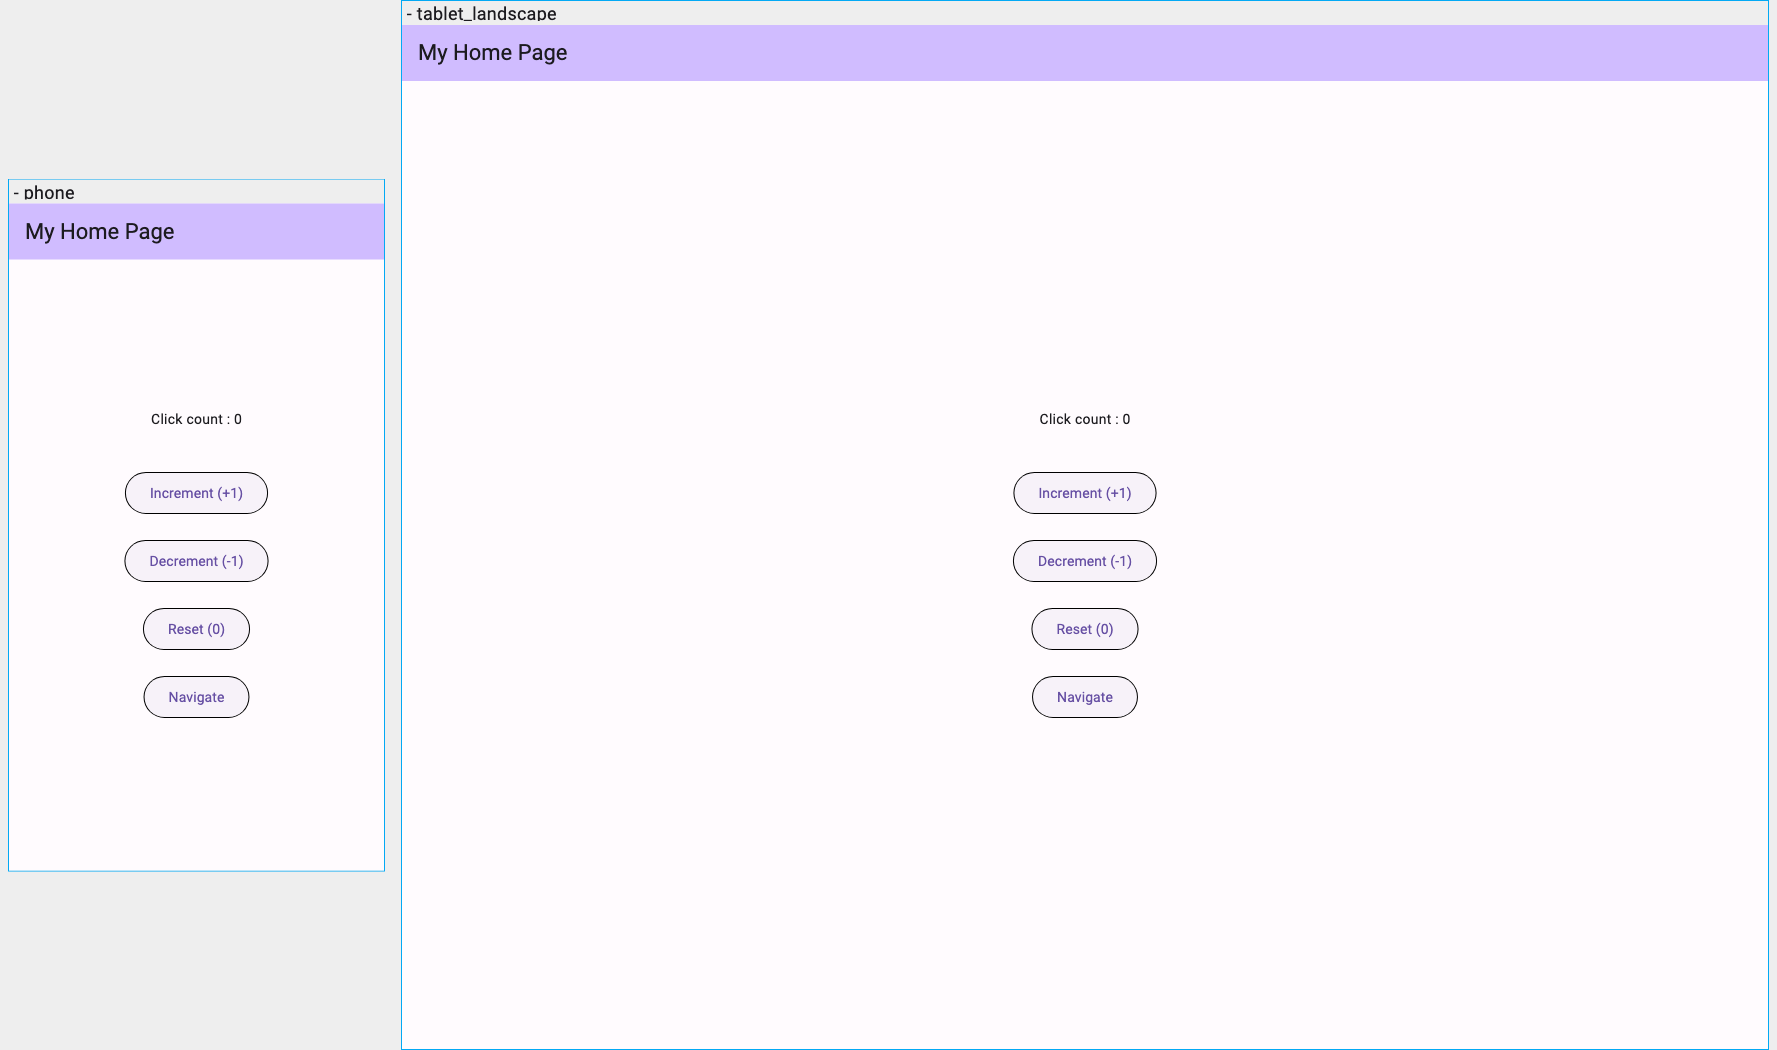 - phone
My Home Page
Click count : 0
Increment (+1)
Decrement (-1)
Reset (0)
Navigate
- tablet_landscape
My Home Page
Click count : 0
Increment (+1)
Decrement (-1)
Reset (0)
Navigate